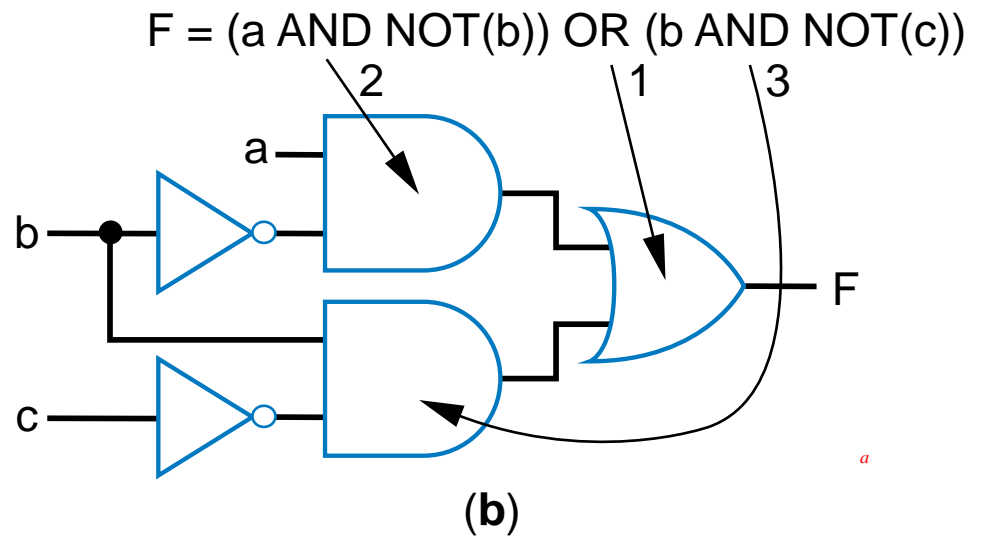 F = (a AND NOT(b)) OR (b AND NOT(c))
2 1 3
a
b
F
c
a
(b)